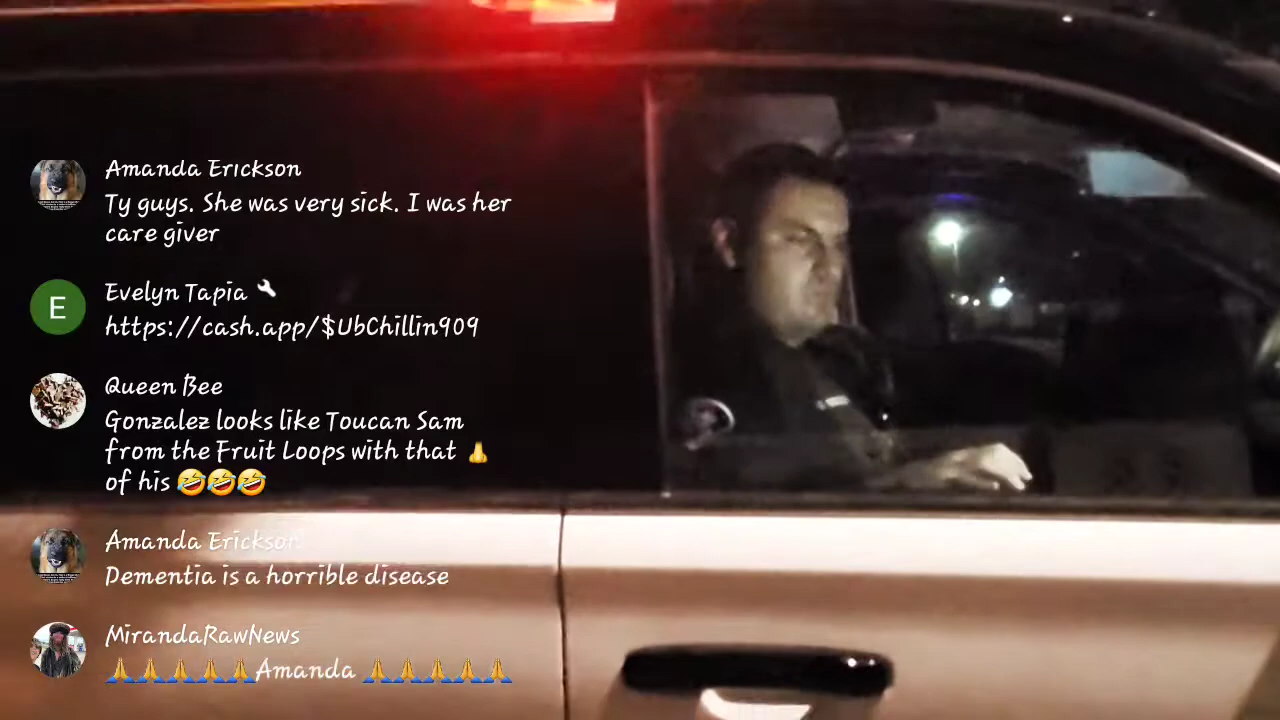 Amanda Erickson
Ty guys. She was very sick. I was her
care giver
Evelyn Tapia 🔧
https://cash.app/$UbChillin909
Queen Bee
Gonzalez looks like Toucan Sam
from the Fruit Loops with that 👃
of his 🤣🤣🤣
Amanda Erickson
Dementia is a horrible disease
MirandaRawNews
🙏🙏🙏🙏🙏Amanda 🙏🙏🙏🙏🙏